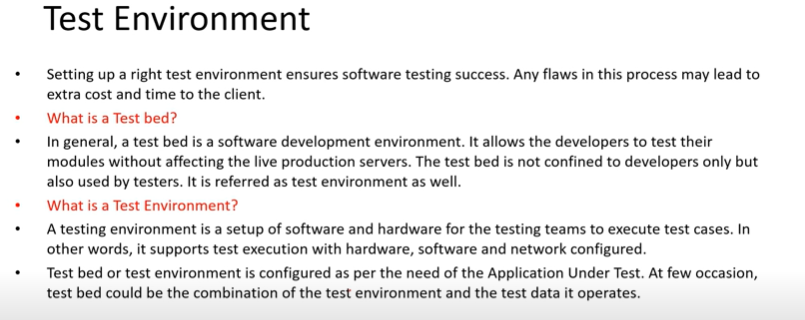 Test Environment
• Setting up a right test environment ensures software testing success. Any flaws in this process may lead to
extra cost and time to the client.
• What is a Test bed?
• In general, a test bed is a software development environment. It allows the developers to test their
modules without affecting the live production servers. The test bed is not confined to developers only but
also used by testers. It is referred as test environment as well.
• What is a Test Environment?
• A testing environment is a setup of software and hardware for the testing teams to execute test cases. In
other words, it supports test execution with hardware, software and network configured.
• Test bed or test environment is configured as per the need of the Application Under Test. At few occasion,
test bed could be the combination of the test environment and the test data it operates.